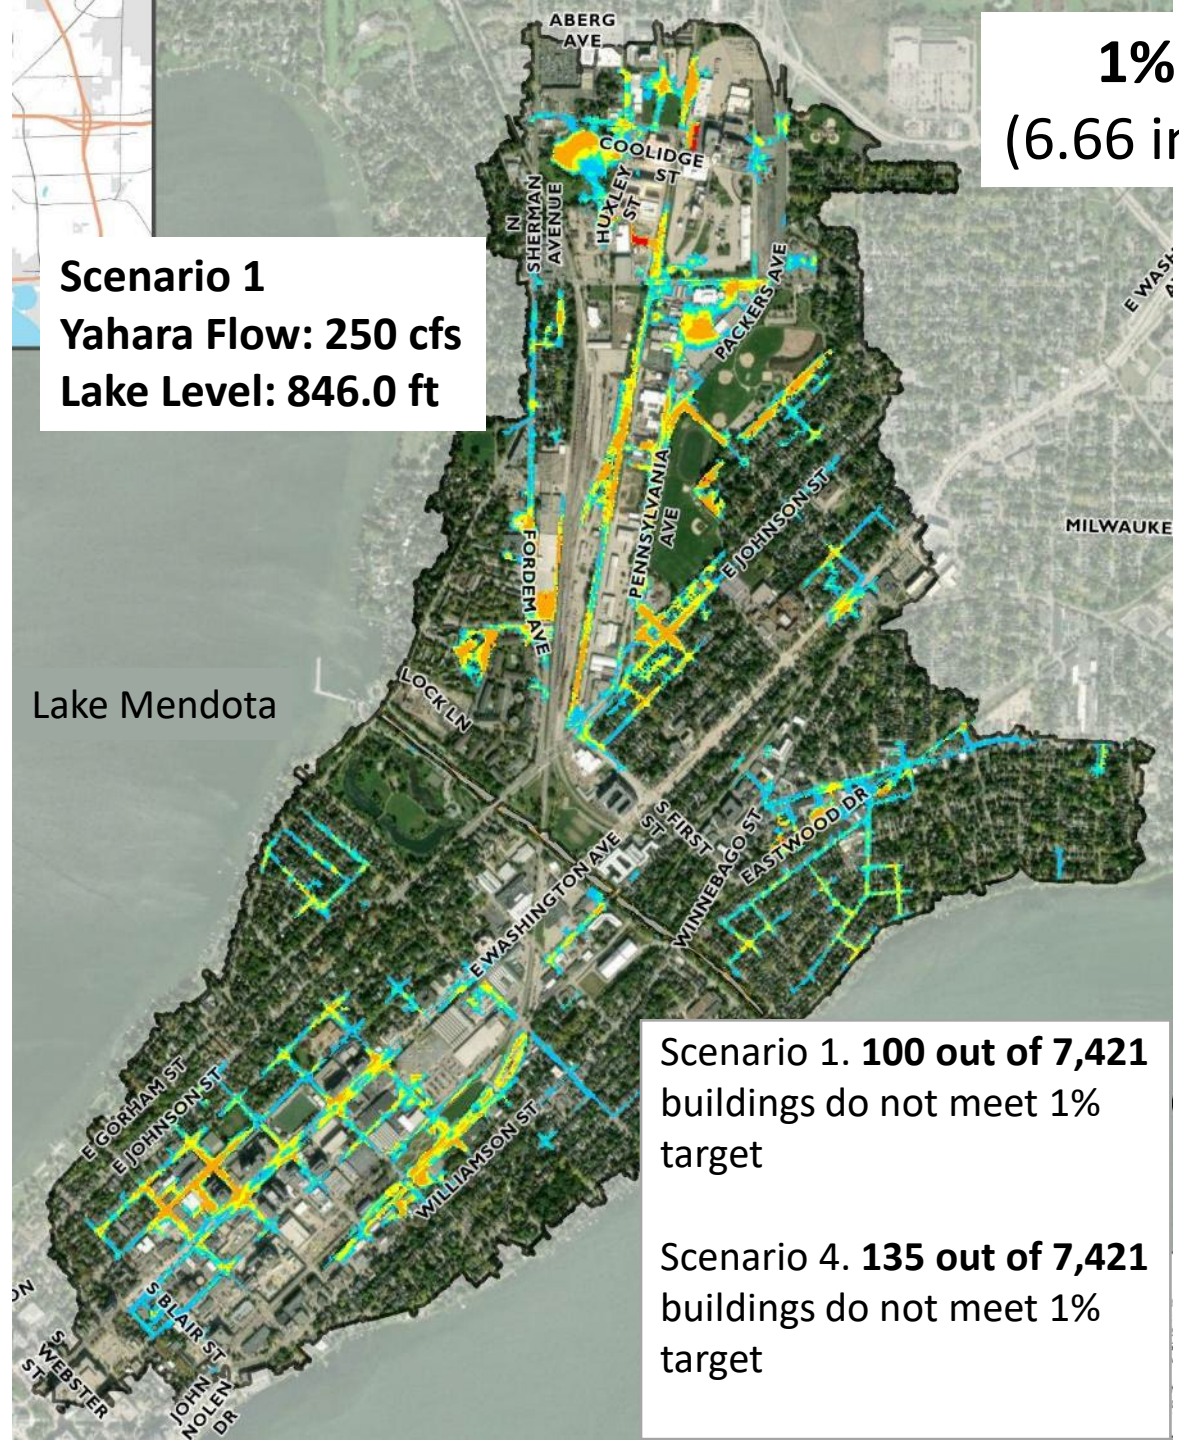 ABERG
AVE
1%
(6.66 in
COOLIDGE
ST
HUXLEY
ST
N
SHERMAN
AVENUE
PACKERS AVE
E WASH
Scenario 1
Yahara Flow: 250 cfs
Lake Level: 846.0 ft
PENNSYLVANIA
AVE
E JOHNSON ST
MILWAUKE
FORDEM AVE
Lake Mendota
LOCK LN
S FIRST
ST
WINNEBAGO ST
EASTWOOD DR
E WASHINGTON AVE
E GORHAM ST
E JOHNSON ST
WILLIAMSON ST
S BLAIR ST
S
WEBSTER
ST
JOHN
NOLEN
DR
ON
Scenario 1. 100 out of 7,421
buildings do not meet 1%
target
Scenario 4. 135 out of 7,421
buildings do not meet 1%
target